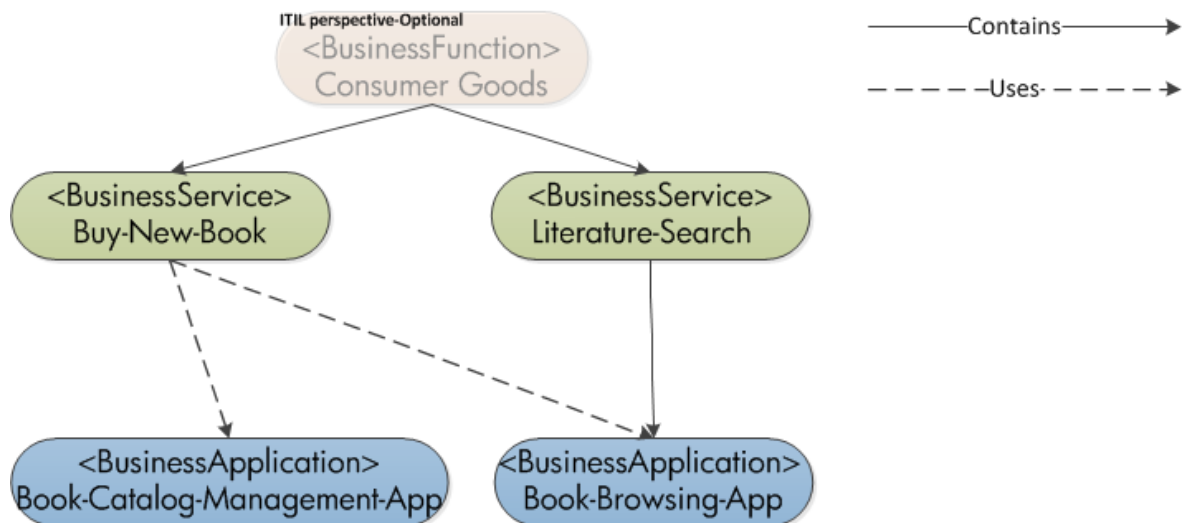 ITIL perspective-Optional
<BusinessFunction>
Consumer Goods
Contains
Uses
<BusinessService>
Buy-New-Book
<BusinessService>
Literature-Search
<BusinessApplication>
Book-Catalog-Management-App
<BusinessApplication>
Book-Browsing-App